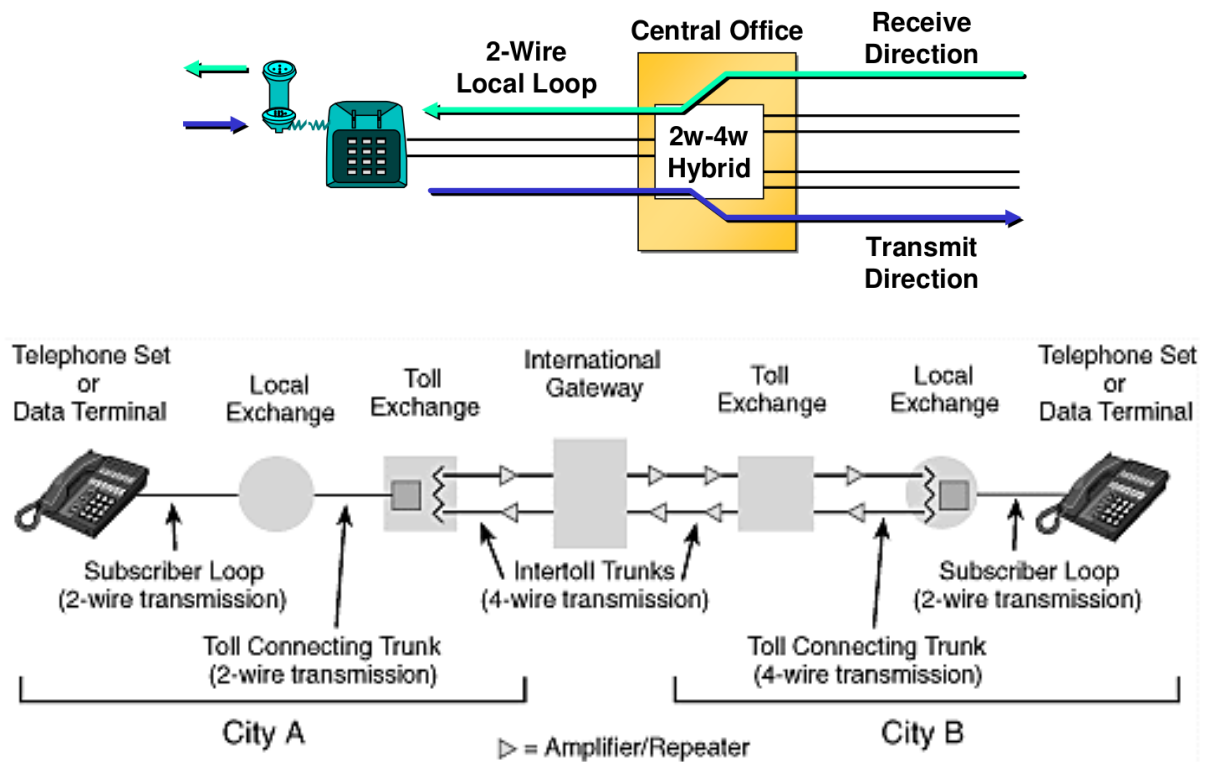 Central Office
Receive
Direction
2-Wire
Local Loop
2w-4w
Hybrid
Transmit
Direction
Telephone Set
or
Data Terminal
Local
Exchange
Toll
Exchange
International
Gateway
Toll
Exchange
Local
Exchange
Telephone Set
or
Data Terminal
Subscriber Loop
(2-wire transmission)
Intertoll Trunks
(4-wire transmission)
Subscriber Loop
(2-wire transmission)
Toll Connecting Trunk
(2-wire transmission)
Toll Connecting Trunk
(4-wire transmission)
City A
City B
= Amplifier/Repeater